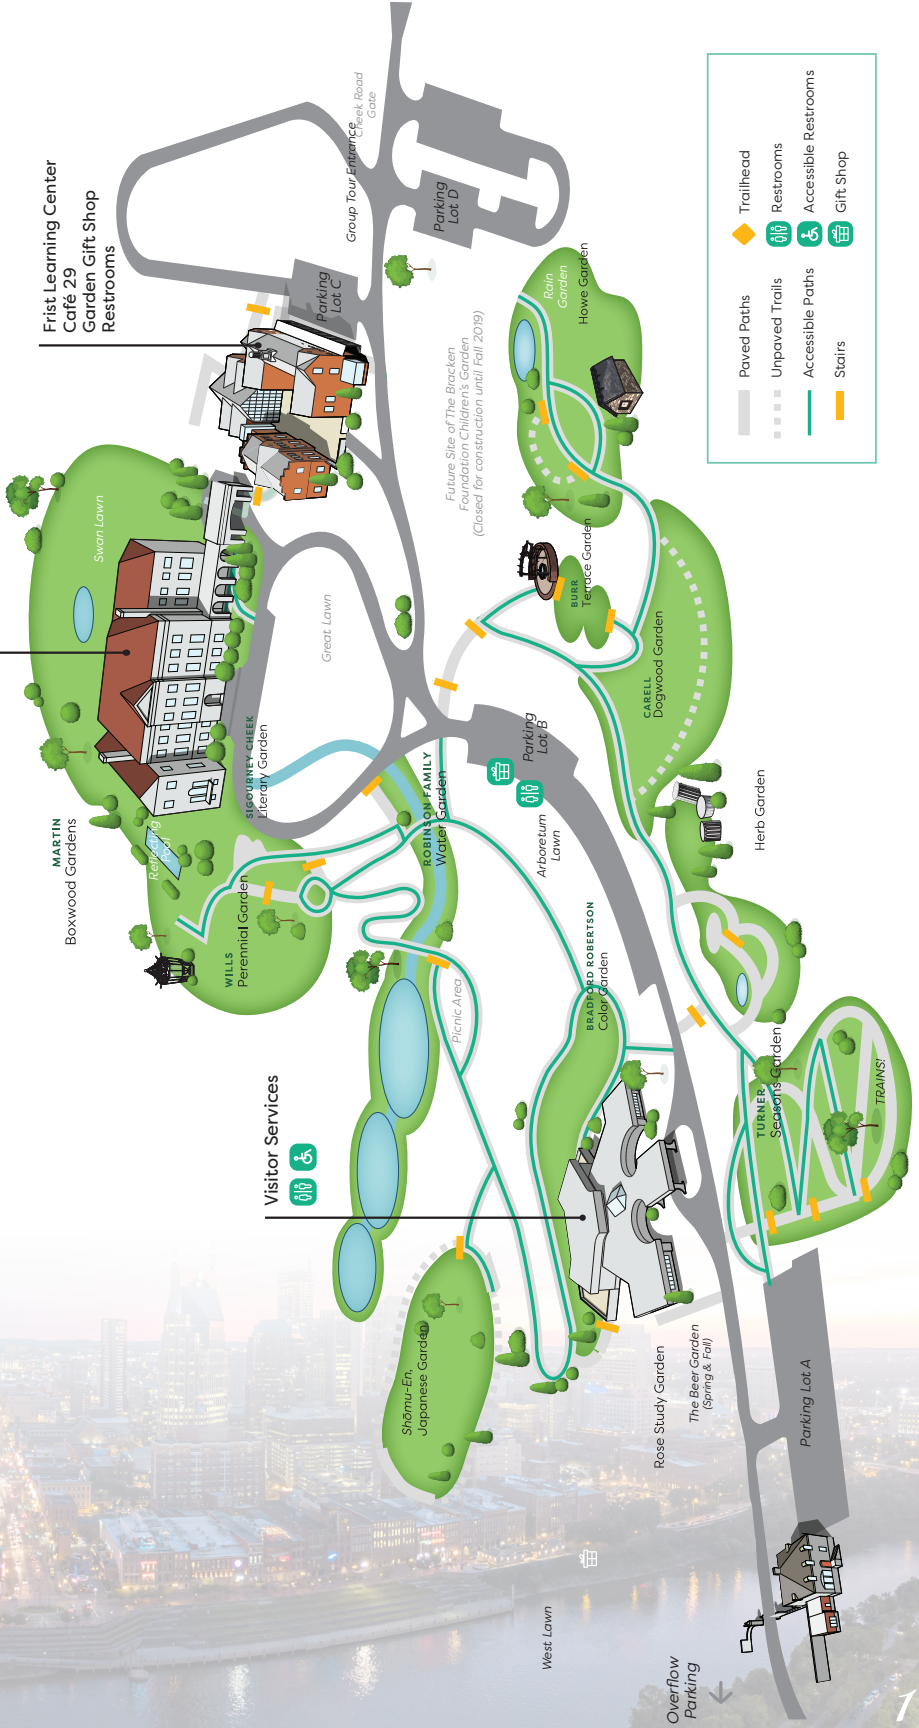 Frist Learning Center
Café 29
Garden Gift Shop
Restrooms
Group Tour Entrance
Cheek Road
Gate
Parking
Lot D
Parking
Lot C
Paved Paths
Unpaved Trails
Accessible Paths
Stairs
Trailhead
Restrooms
Accessible Restrooms
Gift Shop
Swan Lawn
Great Lawn
Future Site of The Bracken
Foundation Children's Garden
(Closed for construction until Fall 2019)
Rain
Garden
Howe Garden
BURR
Terrace Garden
CARELL
Dogwood Garden
MARTIN
Boxwood Gardens
Reflecting
Pool
SIGOURNEY CHEEK
Literary Garden
WILLS
Perennial Garden
ROBINSON FAMILY
Water Garden
Parking
Lot B
Arboretum
Lawn
Herb Garden
Picnic Area
BRADFORD ROBERTSON
Color Garden
TURNER
Seasons Garden
TRAINS!
Visitor Services
Shōmu-En,
Japanese Garden
Rose Study Garden
The Beer Garden
(Spring & Fall)
Parking Lot A
West Lawn
Overflow
Parking
1